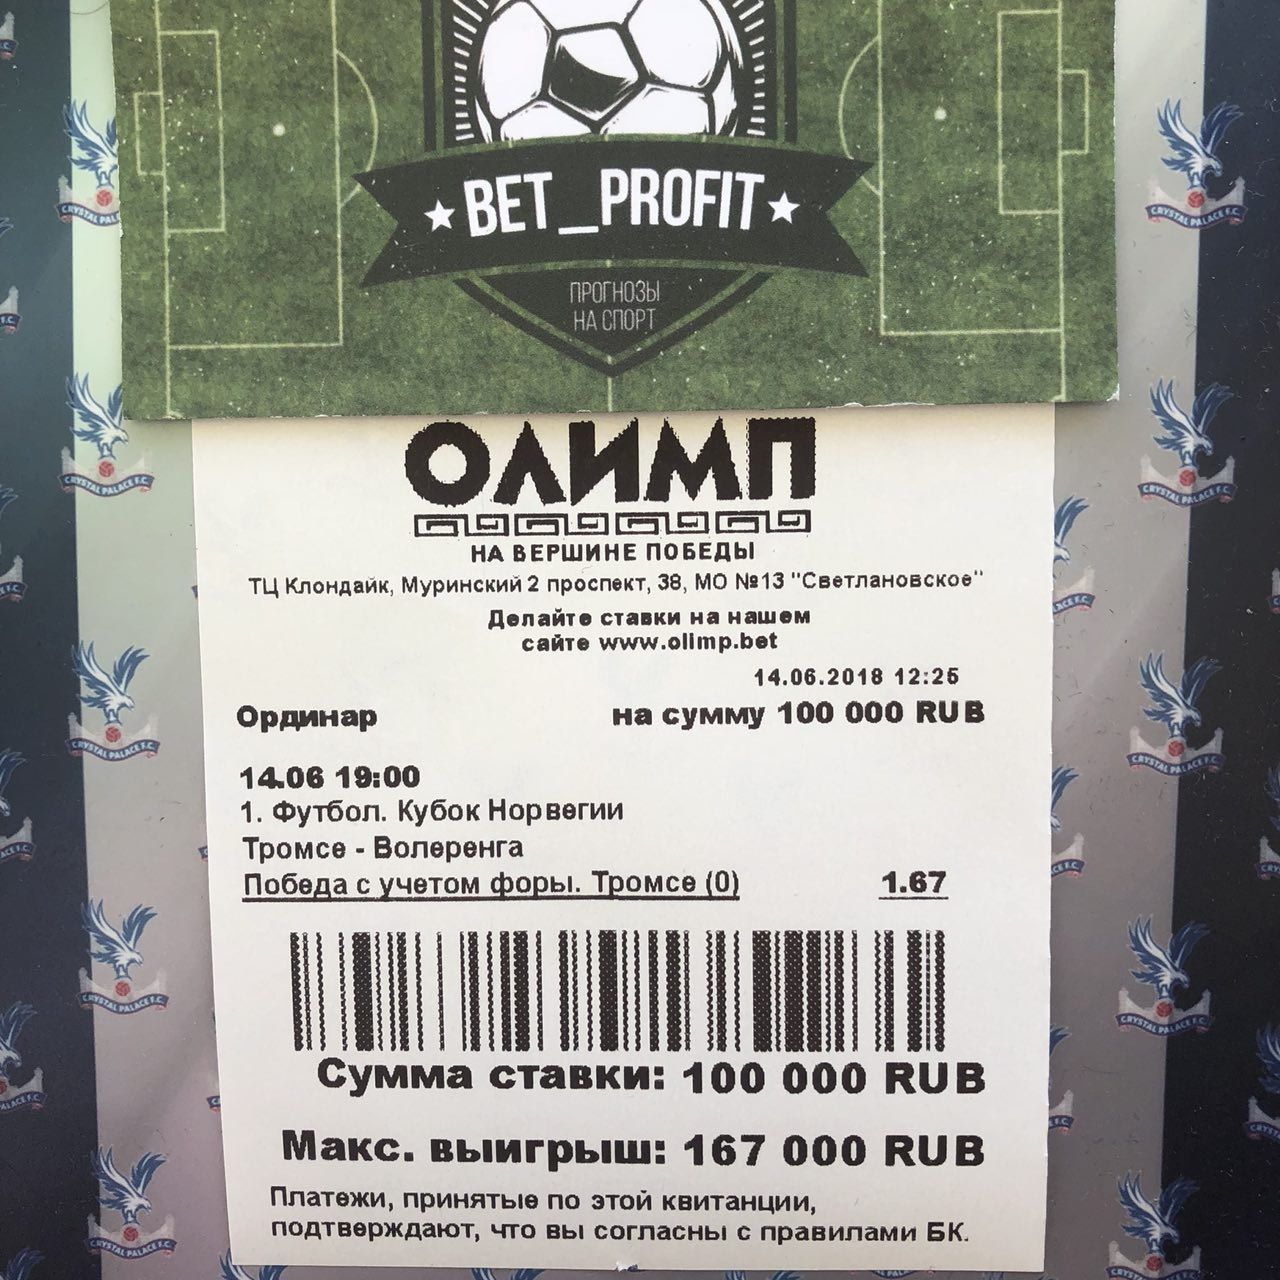 BET_PROFIT
ПРОГНОЗЫ
НА СПОРТ
ОЛИМП
НА ВЕРШИНЕ ПОБЕДЫ
ТЦ Клондайк, Муринский 2 проспект, 38, МО №13 "Светлановское"
Делайте ставки на нашем
сайте www.olimp.bet
14.06.2018 12:25
Ординар на сумму 100 000 RUB
14.06 19:00
1. Футбол. Кубок Норвегии
Тромсе - Волеренга
Победа с учетом форы. Тромсе (0) 1.67
Сумма ставки: 100 000 RUB
Макс. выигрыш: 167 000 RUB
Платежи, принятые по этой квитанции,
подтверждают, что вы согласны с правилами БК.
CRYSTAL PALACE F.C.